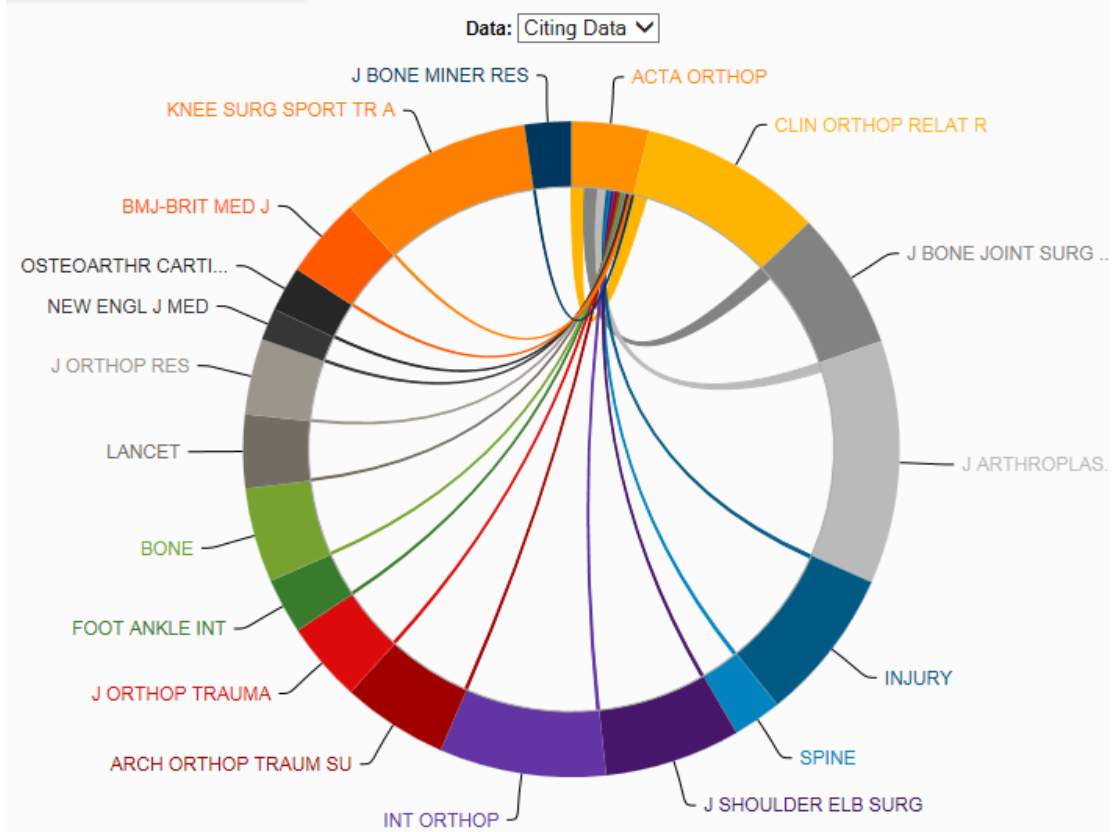 Data: Citing Data
J BONE MINER RES
ACTA ORTHOP
KNEE SURG SPORT TR A
CLIN ORTHOP RELAT R
BMJ-BRIT MED J
J BONE JOINT SURG ..
OSTEOARTHR CARTI...
NEW ENGL J MED
J ORTHOP RES
LANCET
J ARTHROPLAS.
BONE
FOOT ANKLE INT
INJURY
J ORTHOP TRAUMA
SPINE
ARCH ORTHOP TRAUM SU
J SHOULDER ELB SURG
INT ORTHOP